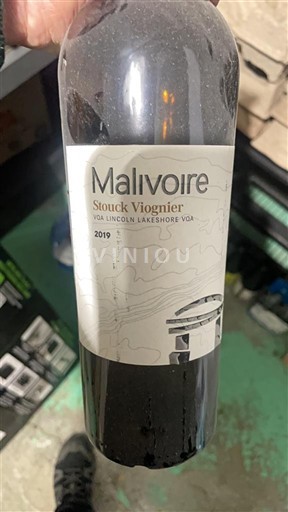 Malivoire
Stouck Viognier
VQA LINCOLN LAKESHORE VQA
2019
VINIOU